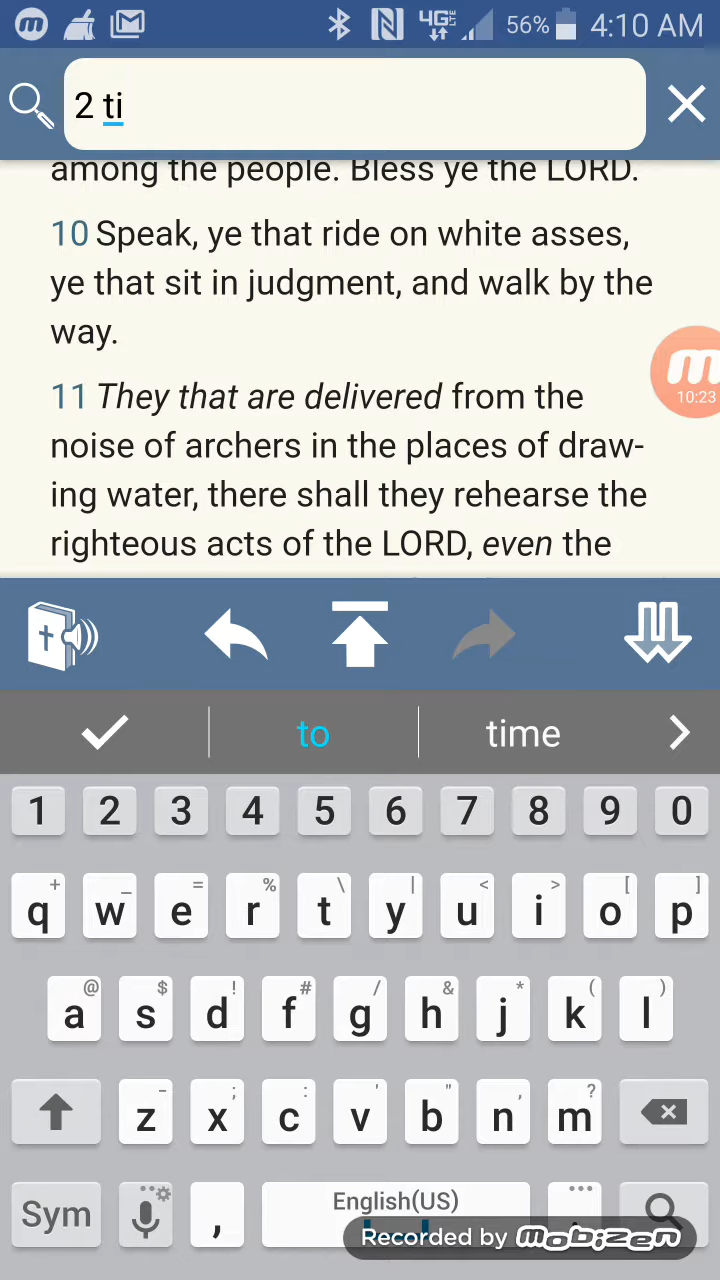 56% 4:10 AM
4G LTE
2 ti
among the people. Bless ye the LORD.
10 Speak, ye that ride on white asses,
ye that sit in judgment, and walk by the
way.
11 They that are delivered from the
noise of archers in the places of draw-
ing water, there shall they rehearse the
righteous acts of the LORD, even the
10:23
to time
1 2 3 4 5 6 7 8 9 0
+ _ = % \ | < > [ ]
q w e r t y u i o p
@ $ ! # / & * ( )
a s d f g h j k l
- ; : ' " , ?
z x c v b n m
Sym , English(US) .
Recorded by mobizen